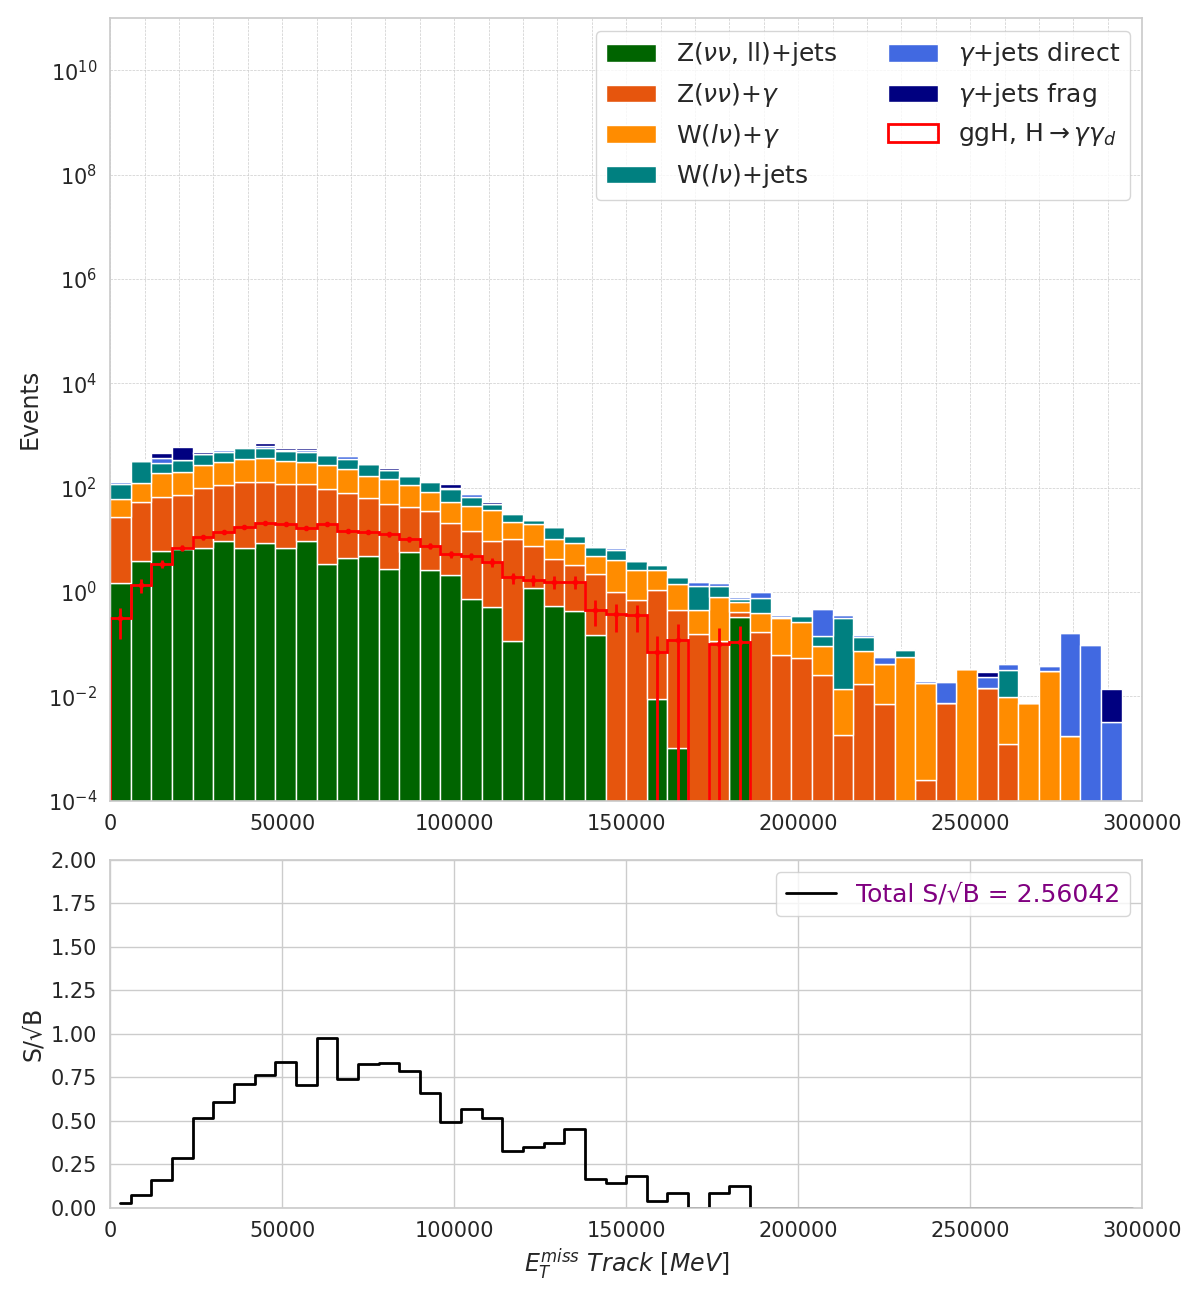 Z(νν, ll)+jets
Z(νν)+γ
W(lν)+γ
W(lν)+jets
γ+jets direct
γ+jets frag
ggH, H→γγ_d
Events
10^10
10^8
10^6
10^4
10^2
10^0
10^−2
10^−4
0 50000 100000 150000 200000 250000 300000
Total S/√B = 2.56042
S/√B
2.00
1.75
1.50
1.25
1.00
0.75
0.50
0.25
0.00
0 50000 100000 150000 200000 250000 300000
E_T^miss Track [MeV]